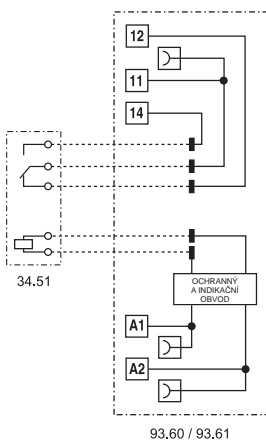 12
11
14
34.51
OCHRANNÝ
A INDIKAČNÍ
OBVOD
A1
A2
93.60 / 93.61